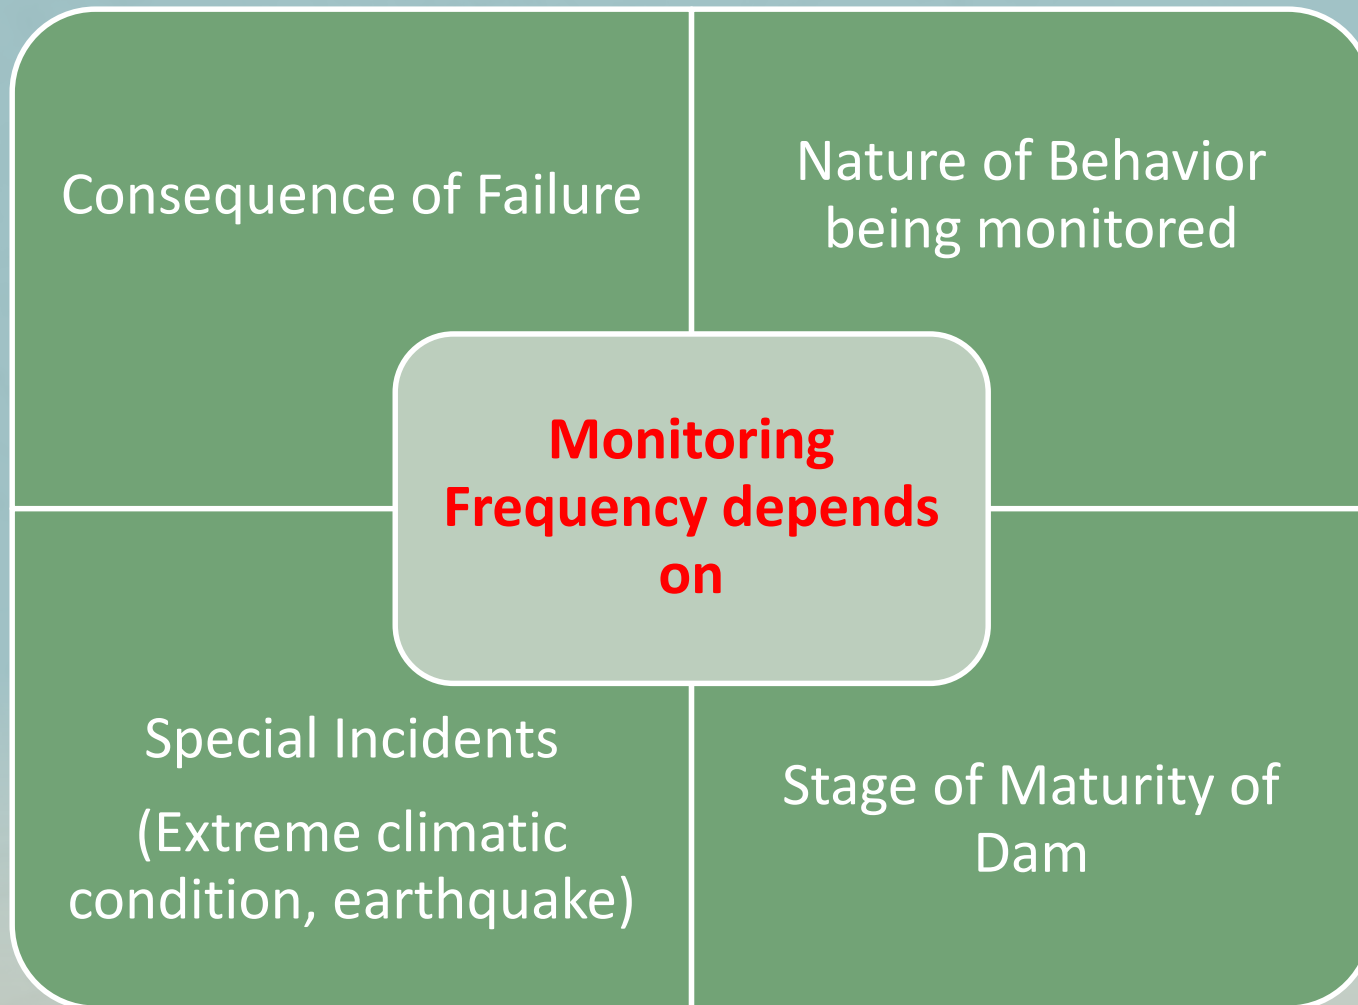 Consequence of Failure
Nature of Behavior
being monitored
Monitoring
Frequency depends
on
Special Incidents
(Extreme climatic
condition, earthquake)
Stage of Maturity of
Dam